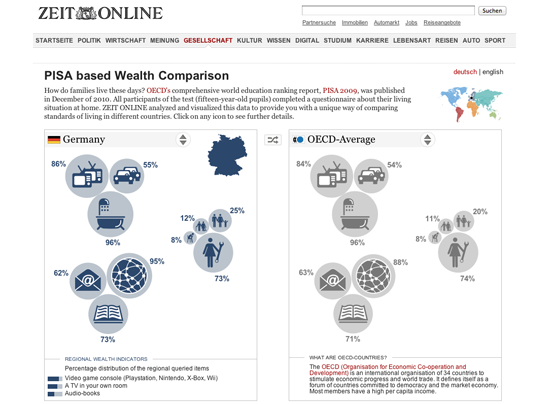 ZEIT ONLINE
Suchen
Partnersuche Immobilien Automarkt Jobs Reiseangebote
STARTSEITE POLITIK WIRTSCHAFT MEINUNG GESELLSCHAFT KULTUR WISSEN DIGITAL STUDIUM KARRIERE LEBENSART REISEN AUTO SPORT
PISA based Wealth Comparison
deutsch | english
How do families live these days? OECD's comprehensive world education ranking report, PISA 2009, was published
in December of 2010. All participants of the test (fifteen-year-old pupils) completed a questionnaire about their living
situation at home. ZEIT ONLINE analyzed and visualized this data to provide you with a unique way of comparing
standards of living in different countries. Click on any icon to see further details.
Germany
86%
55%
96%
12%
25%
8%
73%
62%
@
95%
73%
REGIONAL WEALTH INDICATORS
Percentage distribution of the regional queried items
Video game console (Playstation, Nintendo, X-Box, Wii)
A TV in your own room
Audio-books
OECD-Average
84%
54%
96%
11%
20%
8%
74%
63%
@
88%
71%
WHAT ARE OECD-COUNTRIES?
The OECD (Organisation for Economic Co-operation and
Development) is an international organisation of 34 countries to
stimulate economic progress and world trade. It defines itself as a
forum of countries committed to democracy and the market economy.
Most members have a high per capita income.